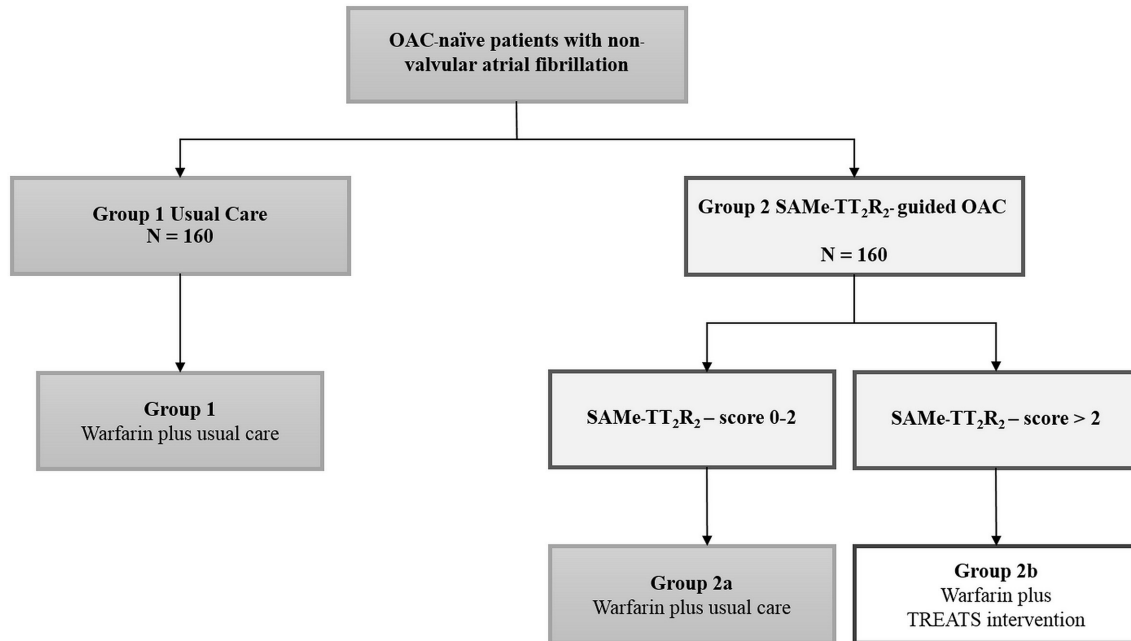 OAC-naïve patients with non-
valvular atrial fibrillation
Group 1 Usual Care
N = 160
Group 2 SAMe-TT₂R₂- guided OAC
N = 160
Group 1
Warfarin plus usual care
SAMe-TT₂R₂ – score 0-2
SAMe-TT₂R₂ – score > 2
Group 2a
Warfarin plus usual care
Group 2b
Warfarin plus
TREATS intervention